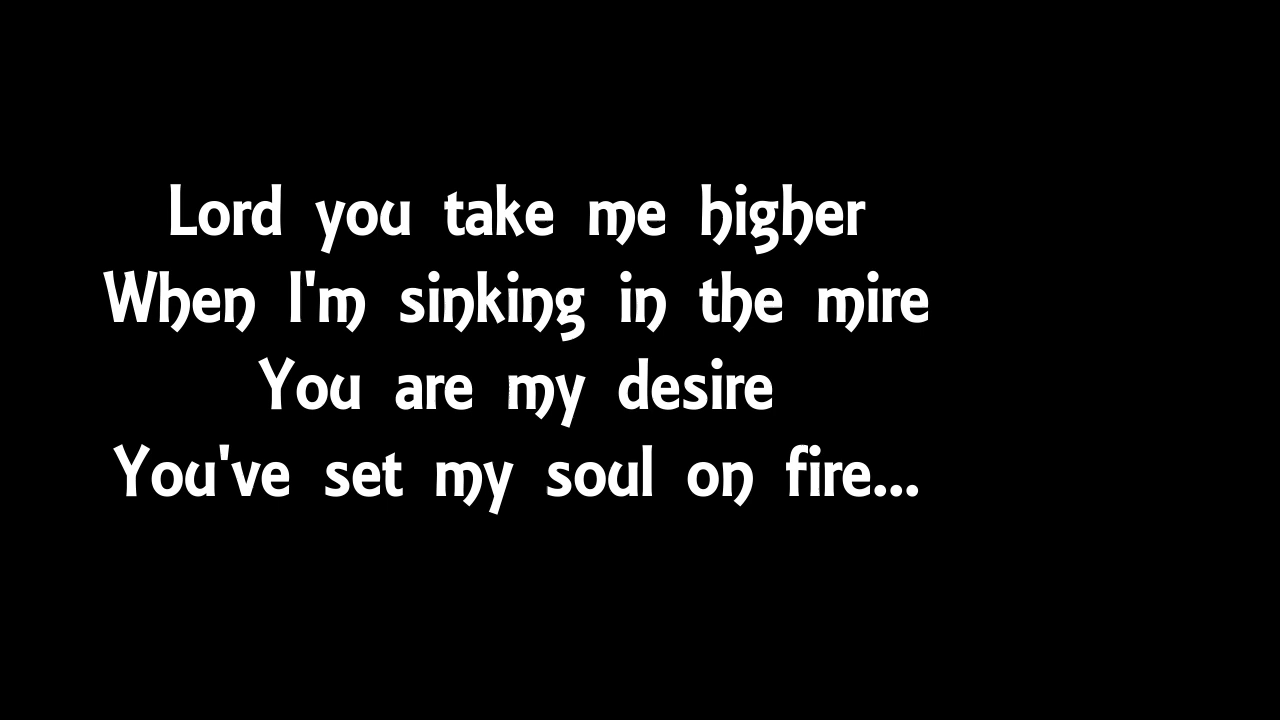 Lord you take me higher
When I'm sinking in the mire
You are my desire
You've set my soul on fire...